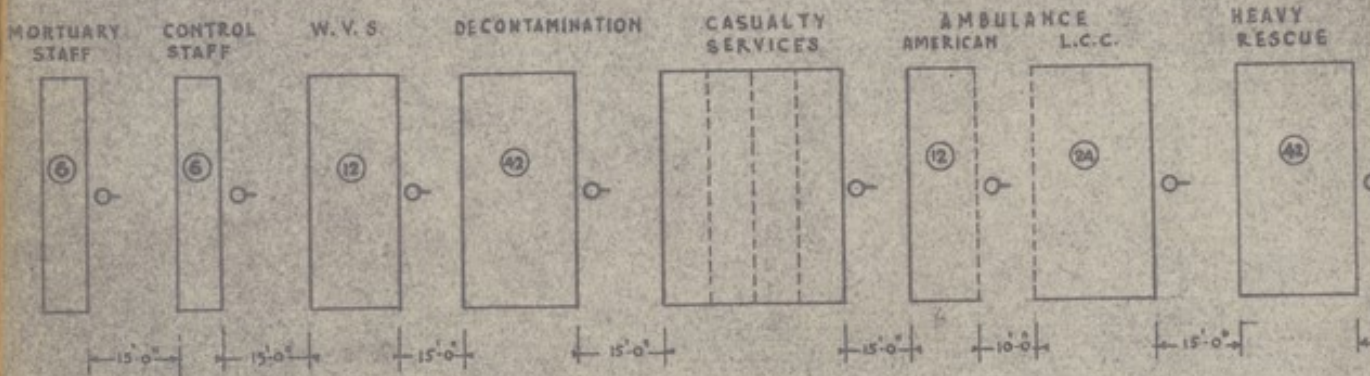 MORTUARY
STAFF
CONTROL
STAFF
W.V.S.
DECONTAMINATION
CASUALTY
SERVICES
AMBULANCE
AMERICAN L.C.C.
HEAVY
RESCUE
6 6 12 42 12 24 42
15'-0" 15'-0" 15'-0" 15'-0" 15'-0" 10'-0" 15'-0"